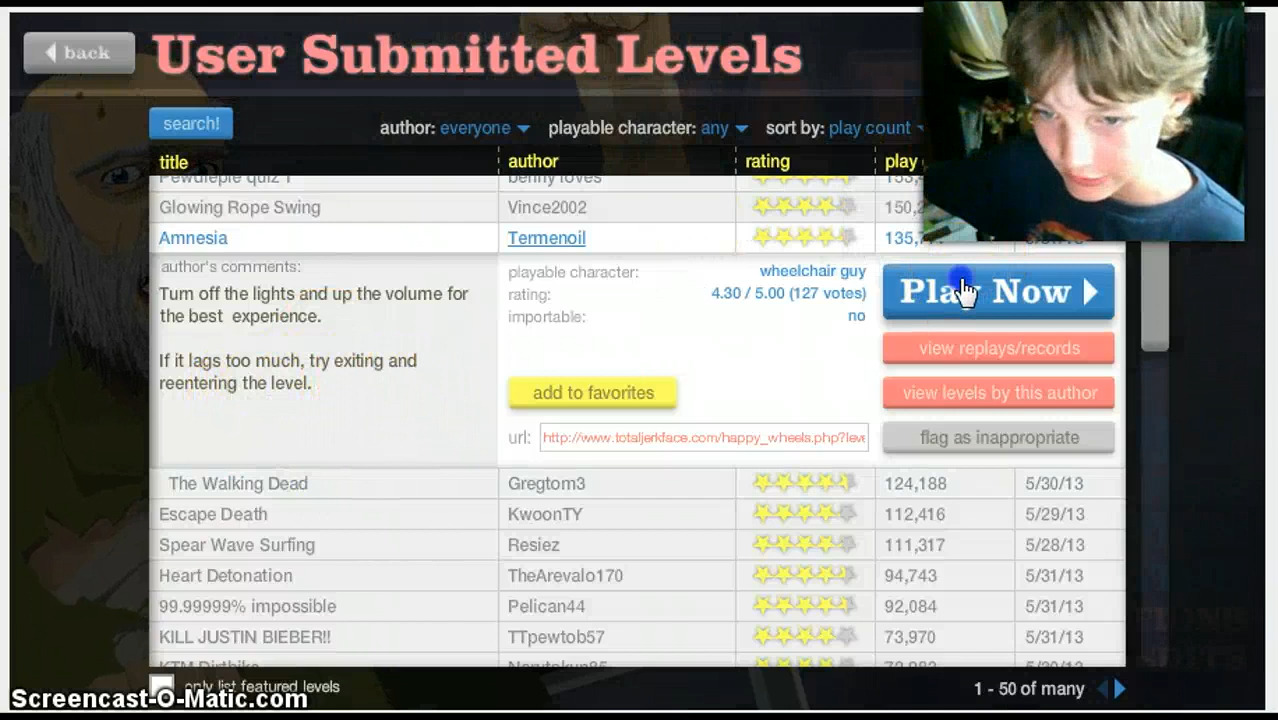 back
User Submitted Levels
search!
author: everyone playable character: any sort by: play count
title author rating play
Pewdiepie quiz 1 benny loves
Glowing Rope Swing Vince2002 150,2
Amnesia Termenoil
author's comments:
playable character: wheelchair guy
Play Now
Turn off the lights and up the volume for
the best experience.
rating: 4.30 / 5.00 (127 votes)
importable: no
view replays/records
If it lags too much, try exiting and
reentering the level.
add to favorites
view levels by this author
url: http://www.totaljerkface.com/happy_wheels.php?leve
flag as inappropriate
The Walking Dead Gregtom3 124,188 5/30/13
Escape Death KwoonTY 112,416 5/29/13
Spear Wave Surfing Resiez 111,317 5/28/13
Heart Detonation TheArevalo170 94,743 5/31/13
99.99999% impossible Pelican44 92,084 5/31/13
KILL JUSTIN BIEBER!! TTpewtob57 73,970 5/31/13
only list featured levels
1 - 50 of many
Screencast-O-Matic.com